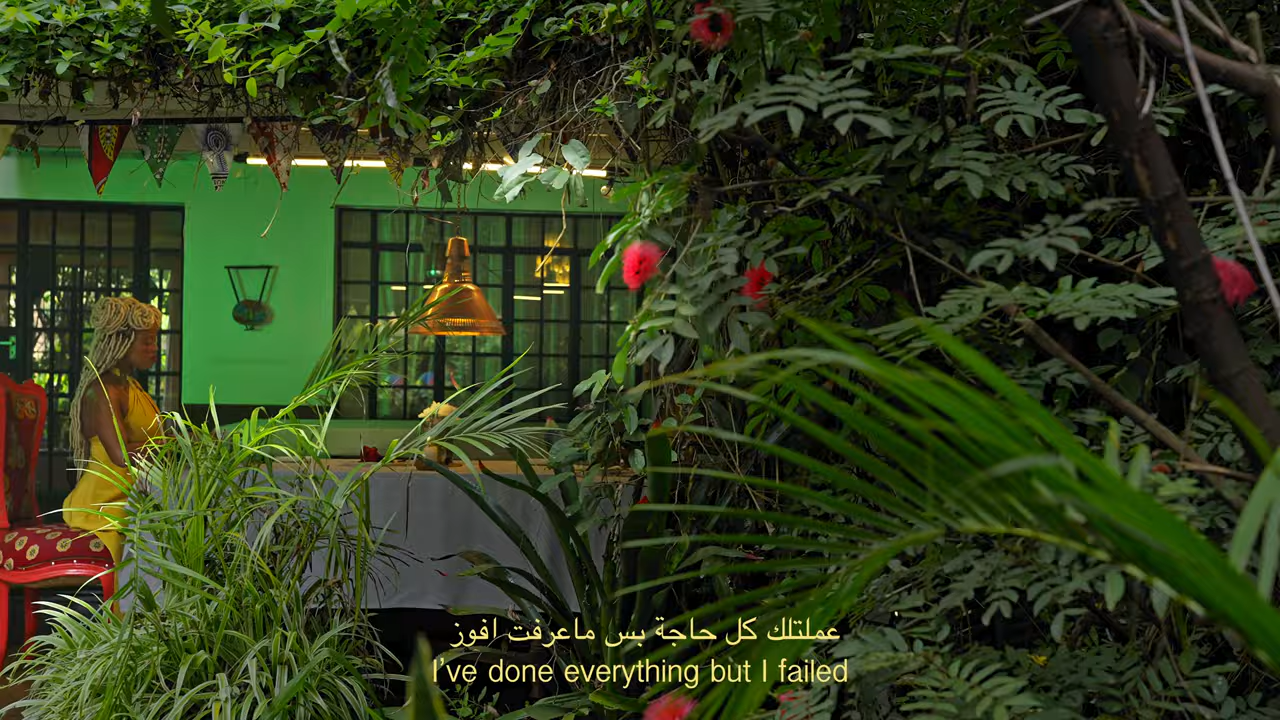 عملتلك كل حاجة بس ماعرفت افوز
I've done everything but I failed